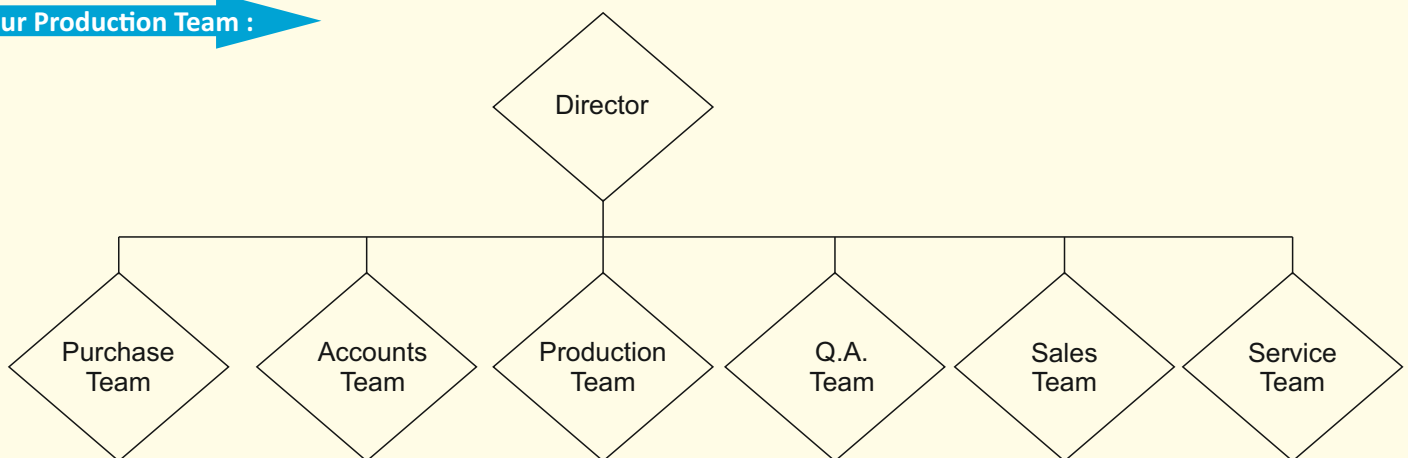 ur Production Team :
Director
Purchase
Team
Accounts
Team
Production
Team
Q.A.
Team
Sales
Team
Service
Team